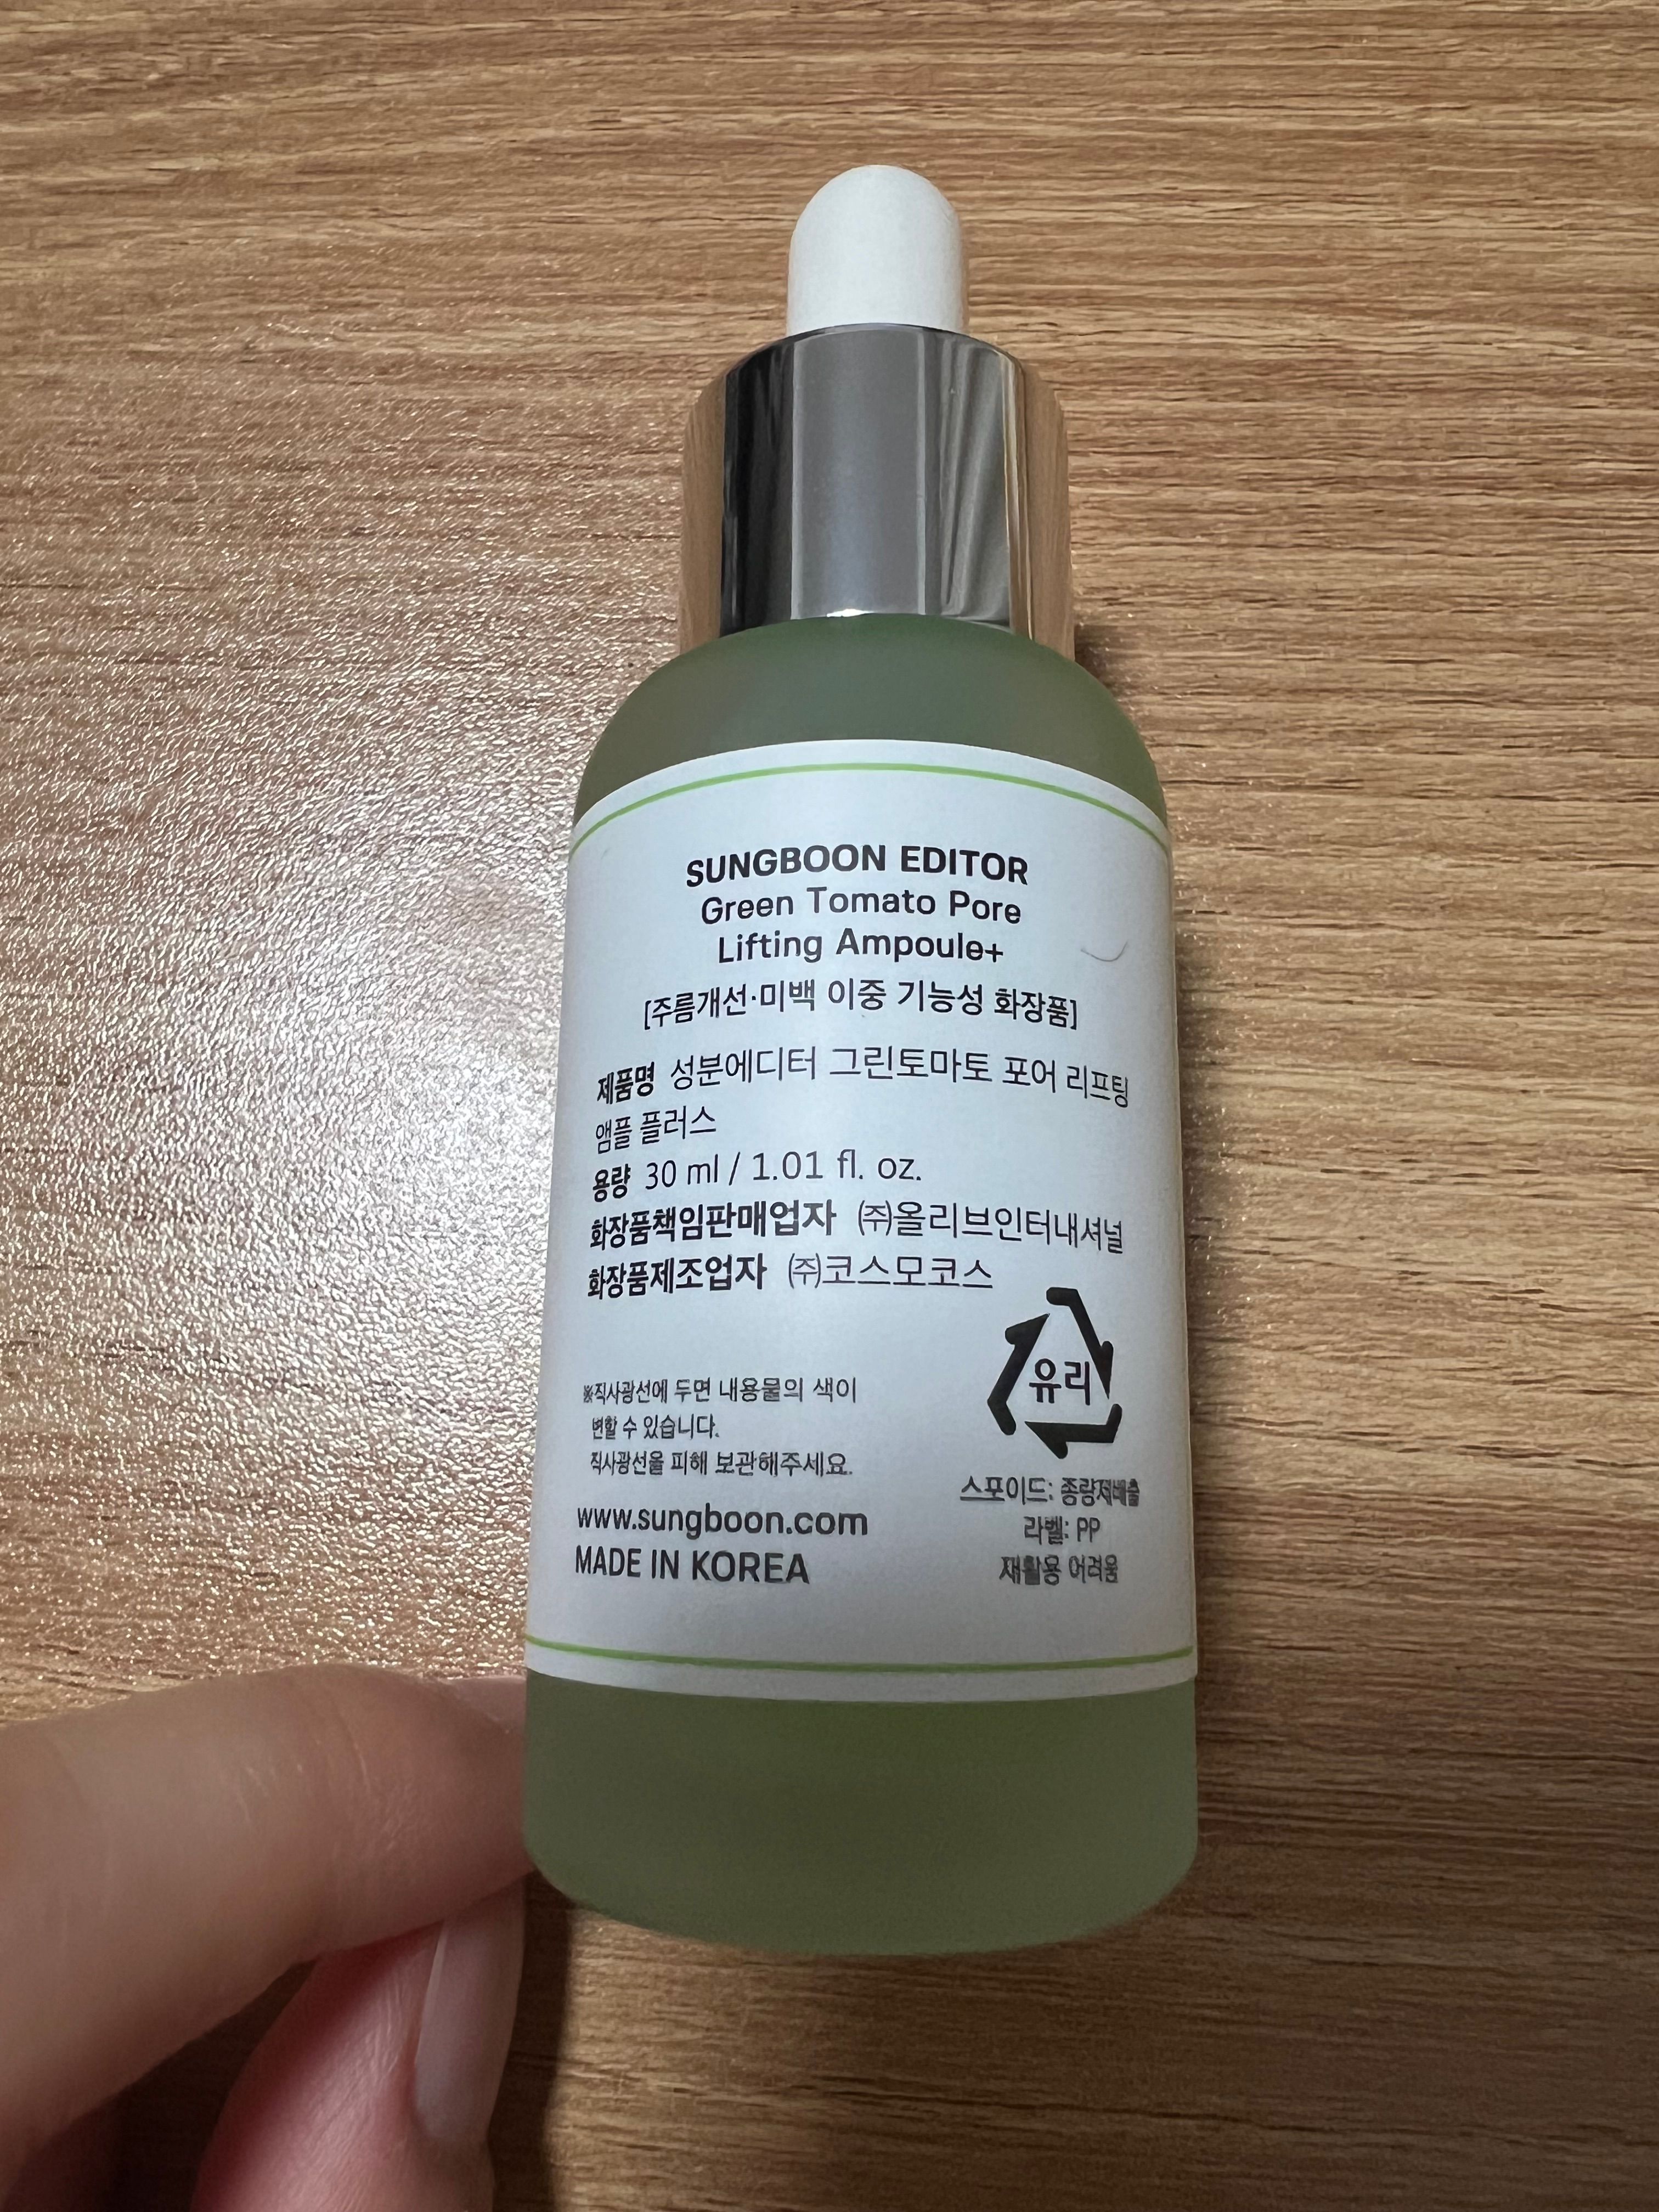 SUNGBOON EDITOR
Green Tomato Pore
Lifting Ampoule+
[주름개선·미백 이중 기능성 화장품]
제품명 성분에디터 그린토마토 포어 리프팅
앰플 플러스
용량 30 ml / 1.01 fl. oz.
화장품책임판매업자 ㈜올리브인터내셔널
화장품제조업자 ㈜코스모코스
유리
※직사광선에 두면 내용물의 색이
변할 수 있습니다.
직사광선을 피해 보관해주세요.
스포이드: 종량제배출
라벨: PP
재활용 어려움
www.sungboon.com
MADE IN KOREA